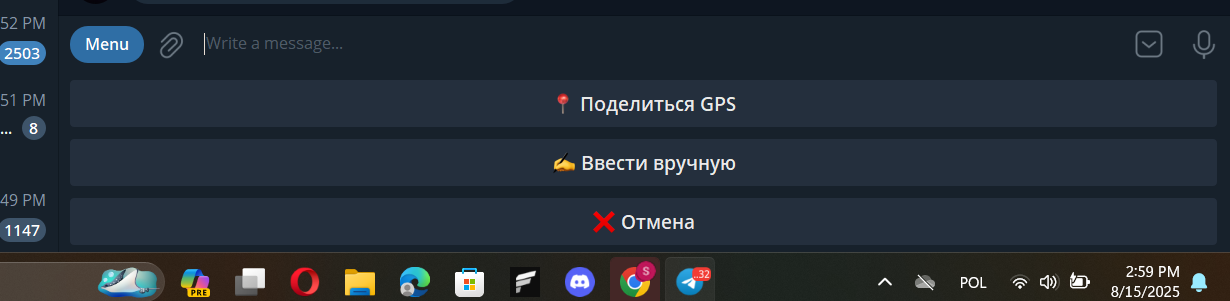 52 PM
2503
Menu
Write a message...
51 PM
... 8
📍 Поделиться GPS
✍️ Ввести вручную
49 PM
1147
❌ Отмена
PRE
S
..32
POL
2:59 PM
8/15/2025